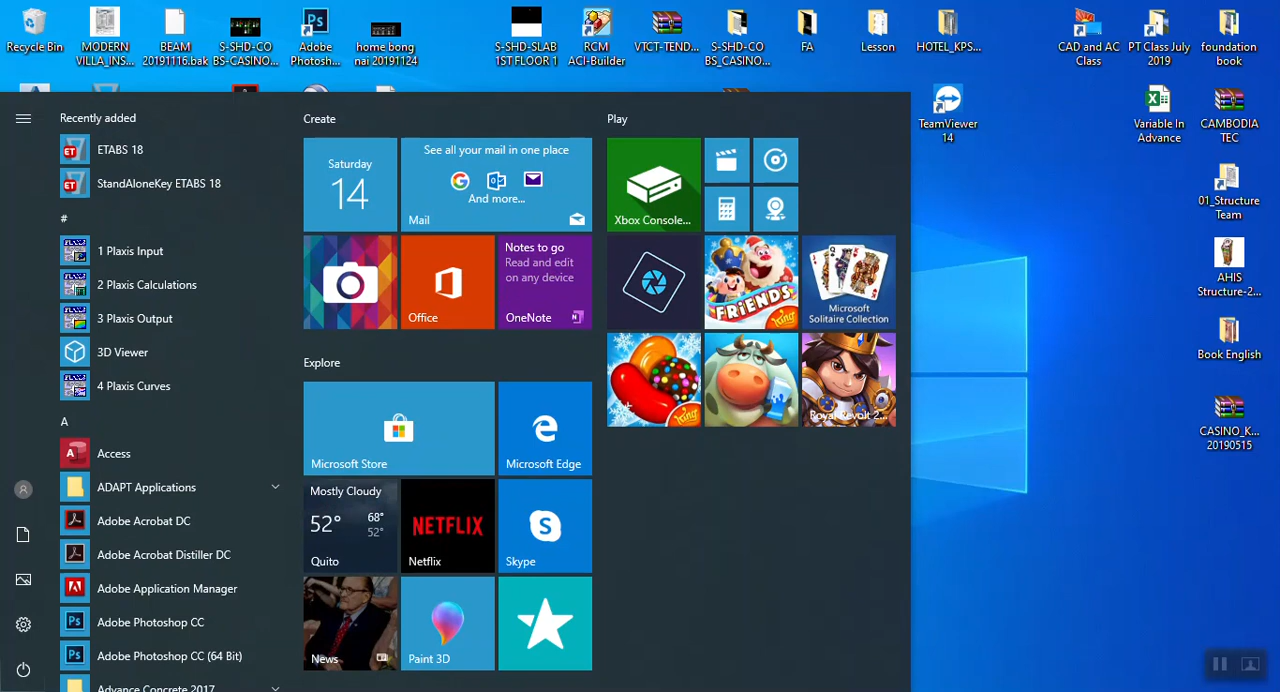 Recycle Bin
MODERN
VILLA_INS...
BEAM
20191116.bak
S-SHD-CO
BS-CASINO...
Adobe
Photosh...
home bong
nai 20191124
S-SHD-SLAB
1ST FLOOR 1
RCM
ACI-Builder
VTCT-TEND...
S-SHD-CO
BS_CASINO...
FA
Lesson
HOTEL_KPS...
CAD and AC
Class
PT Class July
2019
foundation
book
TeamViewer
14
Variable In
Advance
CAMBODIA
TEC
01_Structure
Team
AHIS
Structure-2...
Book English
CASINO_K...
20190515
Recently added
ETABS 18
StandAloneKey ETABS 18
#
1 Plaxis Input
2 Plaxis Calculations
3 Plaxis Output
3D Viewer
4 Plaxis Curves
A
Access
ADAPT Applications
Adobe Acrobat DC
Adobe Acrobat Distiller DC
Adobe Application Manager
Adobe Photoshop CC
Adobe Photoshop CC (64 Bit)
Advance Concrete 2017
Create
Saturday
14
See all your mail in one place
And more...
Mail
Office
Notes to go
Read and edit
on any device
OneNote
Explore
Microsoft Store
Microsoft Edge
Mostly Cloudy
52° 68°
52°
Quito
NETFLIX
Netflix
Skype
News
Paint 3D
Play
Xbox Console...
FRIENDS
King
Microsoft
Solitaire Collection
King
Royal Revolt 2...